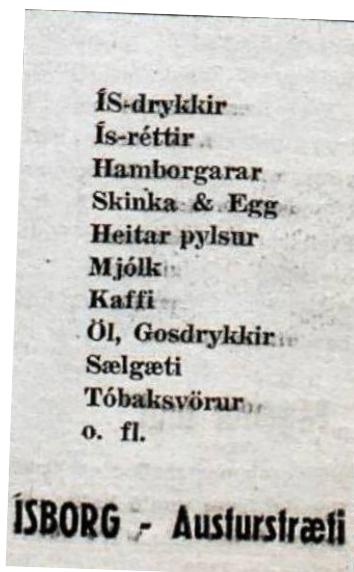 ÍS-drykkir
Ís-réttir
Hamborgarar
Skinka & Egg
Heitar pylsur
Mjólk
Kaffi
Öl, Gosdrykkir
Sælgæti
Tóbaksvörur
o. fl.
ÍSBORG - Austurstræti